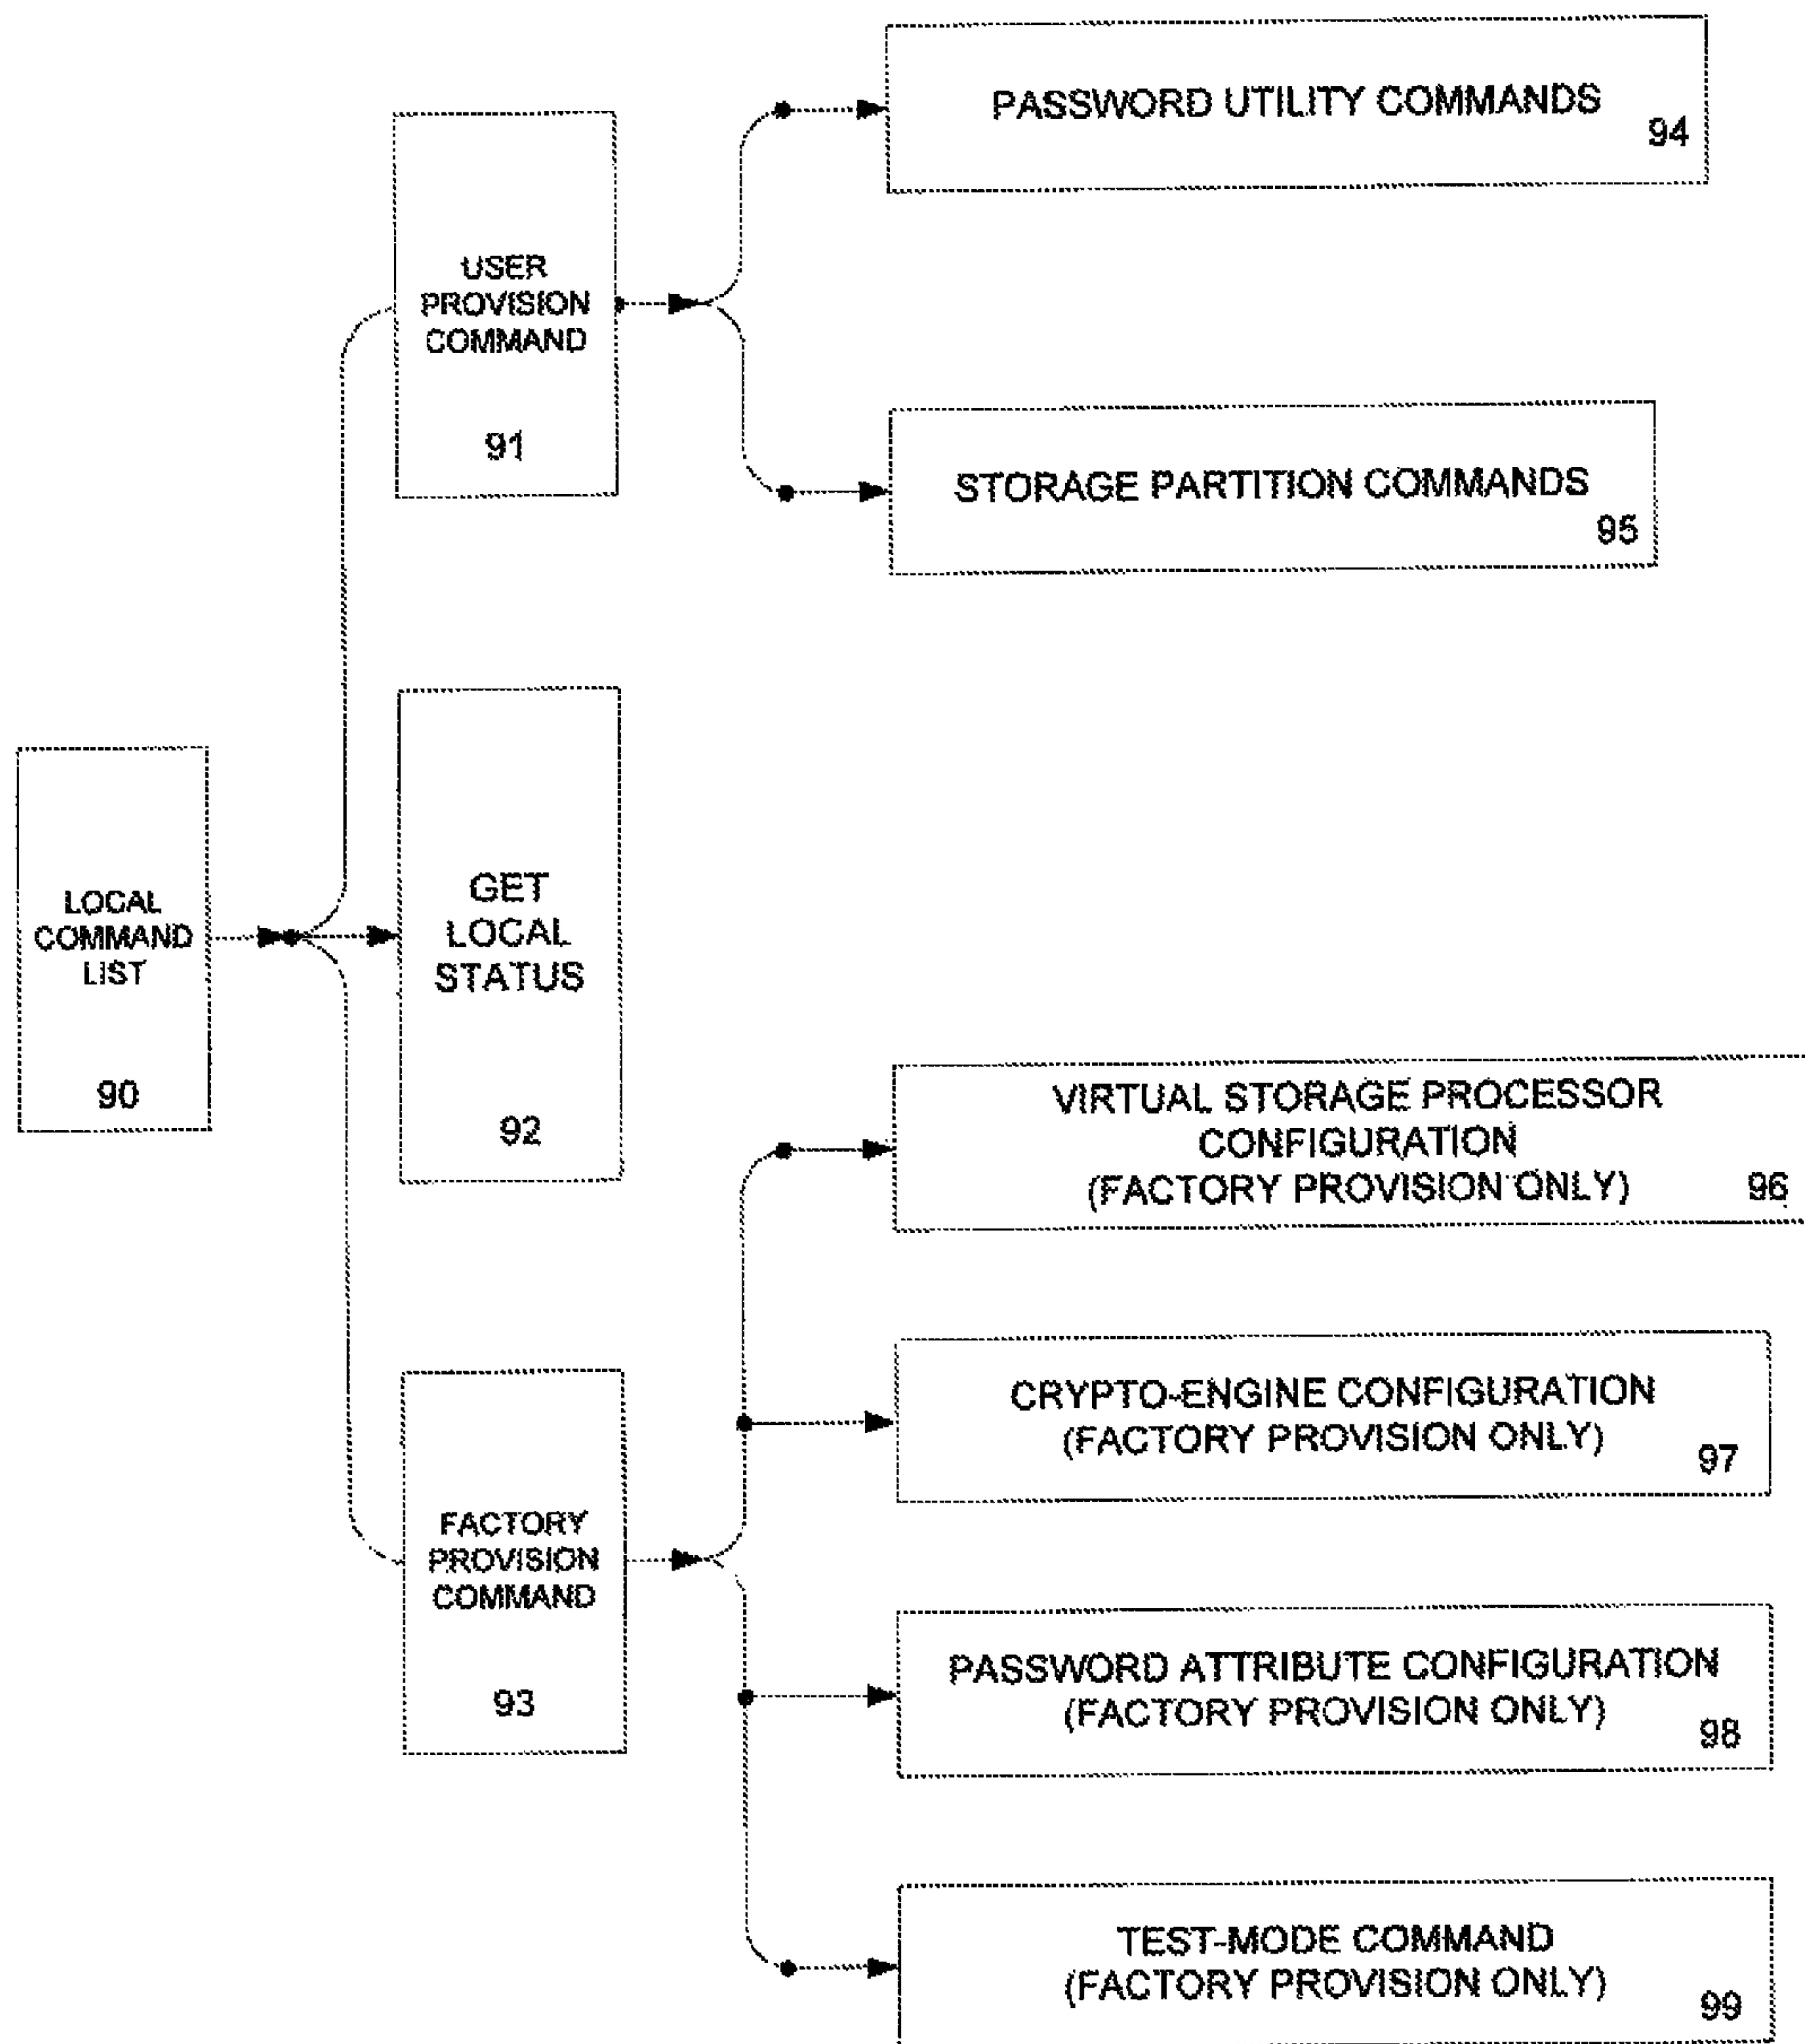 PASSWORD UTILITY COMMANDS
94
USER
PROVISION
COMMAND
91
STORAGE PARTITION COMMANDS
95
LOCAL
COMMAND
LIST
90
GET
LOCAL
STATUS
92
VIRTUAL STORAGE PROCESSOR
CONFIGURATION
(FACTORY PROVISION ONLY)
96
CRYPTO-ENGINE CONFIGURATION
(FACTORY PROVISION ONLY)
97
FACTORY
PROVISION
COMMAND
93
PASSWORD ATTRIBUTE CONFIGURATION
(FACTORY PROVISION ONLY)
98
TEST-MODE COMMAND
(FACTORY PROVISION ONLY)
99